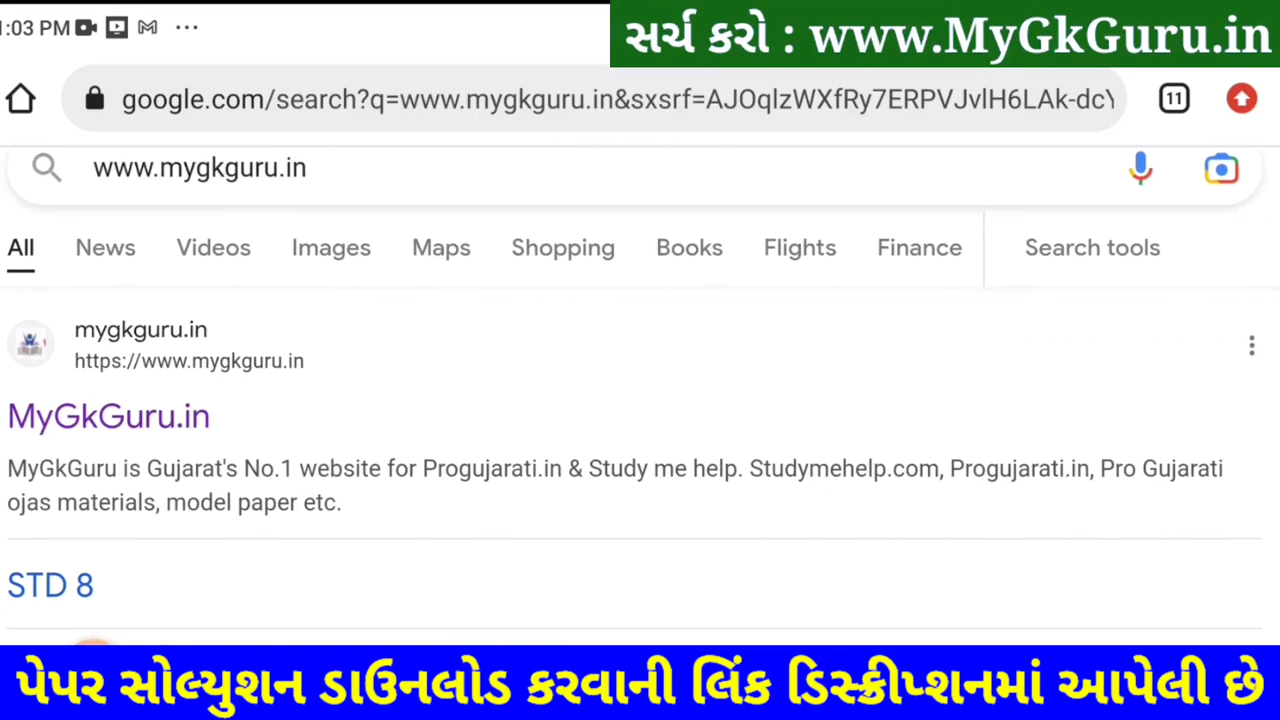 1:03 PM
સર્ચ કરો : www.MyGkGuru.in
google.com/search?q=www.mygkguru.in&sxsrf=AJOqlzWXfRy7ERPVJvlH6LAk-dcY
11
www.mygkguru.in
All News Videos Images Maps Shopping Books Flights Finance Search tools
mygkguru.in
https://www.mygkguru.in
MyGkGuru.in
MyGkGuru is Gujarat's No.1 website for Progujarati.in & Study me help. Studymehelp.com, Progujarati.in, Pro Gujarati
ojas materials, model paper etc.
STD 8
પેપર સોલ્યુશન ડાઉનલોડ કરવાની લિંક ડિસ્ક્રીપ્શનમાં આપેલી છે